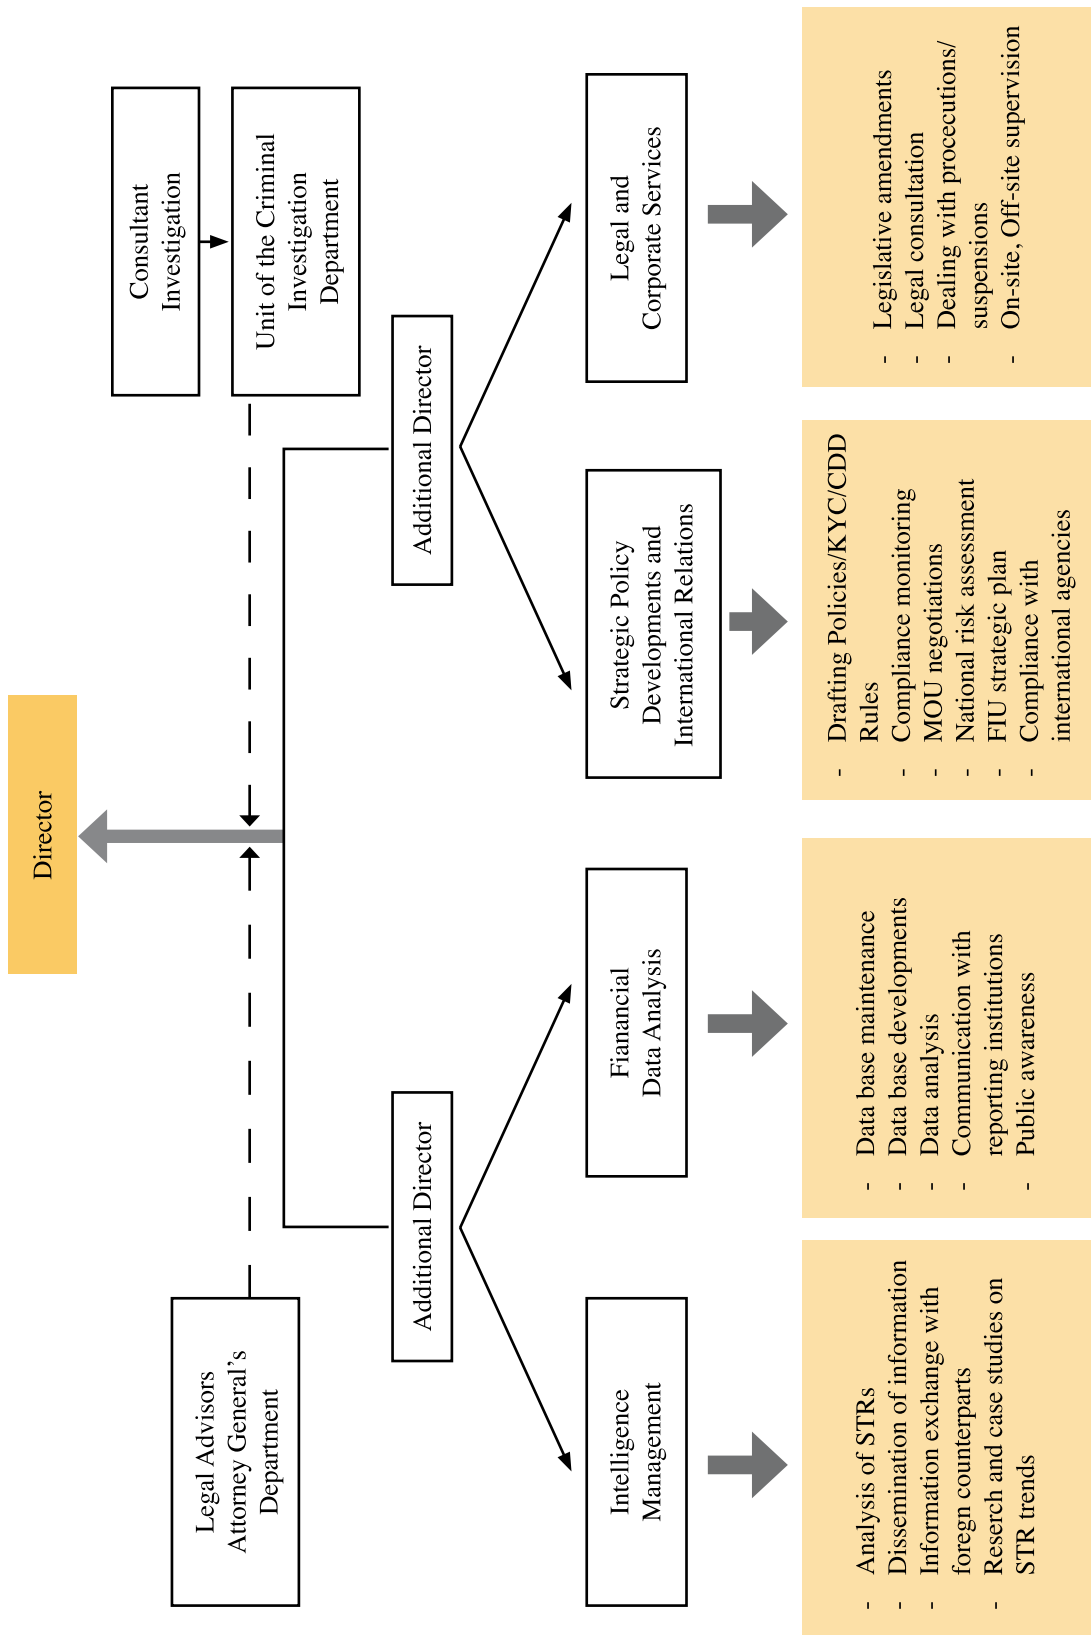 Director
Legal Advisors
Attorney General's
Department
Consultant
Investigation
Unit of the Criminal
Investigation
Department
Additional Director
Additional Director
Intelligence
Management
Fianancial
Data Analysis
Strategic Policy
Developments and
International Relations
Legal and
Corporate Services
- Analysis of STRs
- Dissemination of information
- Information exchange with
foregn counterparts
- Reserch and case studies on
STR trends
- Data base maintenance
- Data base developments
- Data analysis
- Communication with
reporting institutions
- Public awareness
- Drafting Policies/KYC/CDD
Rules
- Compliance monitoring
- MOU negotiations
- National risk assessment
- FIU strategic plan
- Compliance with
international agencies
- Legislative amendments
- Legal consultation
- Dealing with procecutions/
suspensions
- On-site, Off-site supervision